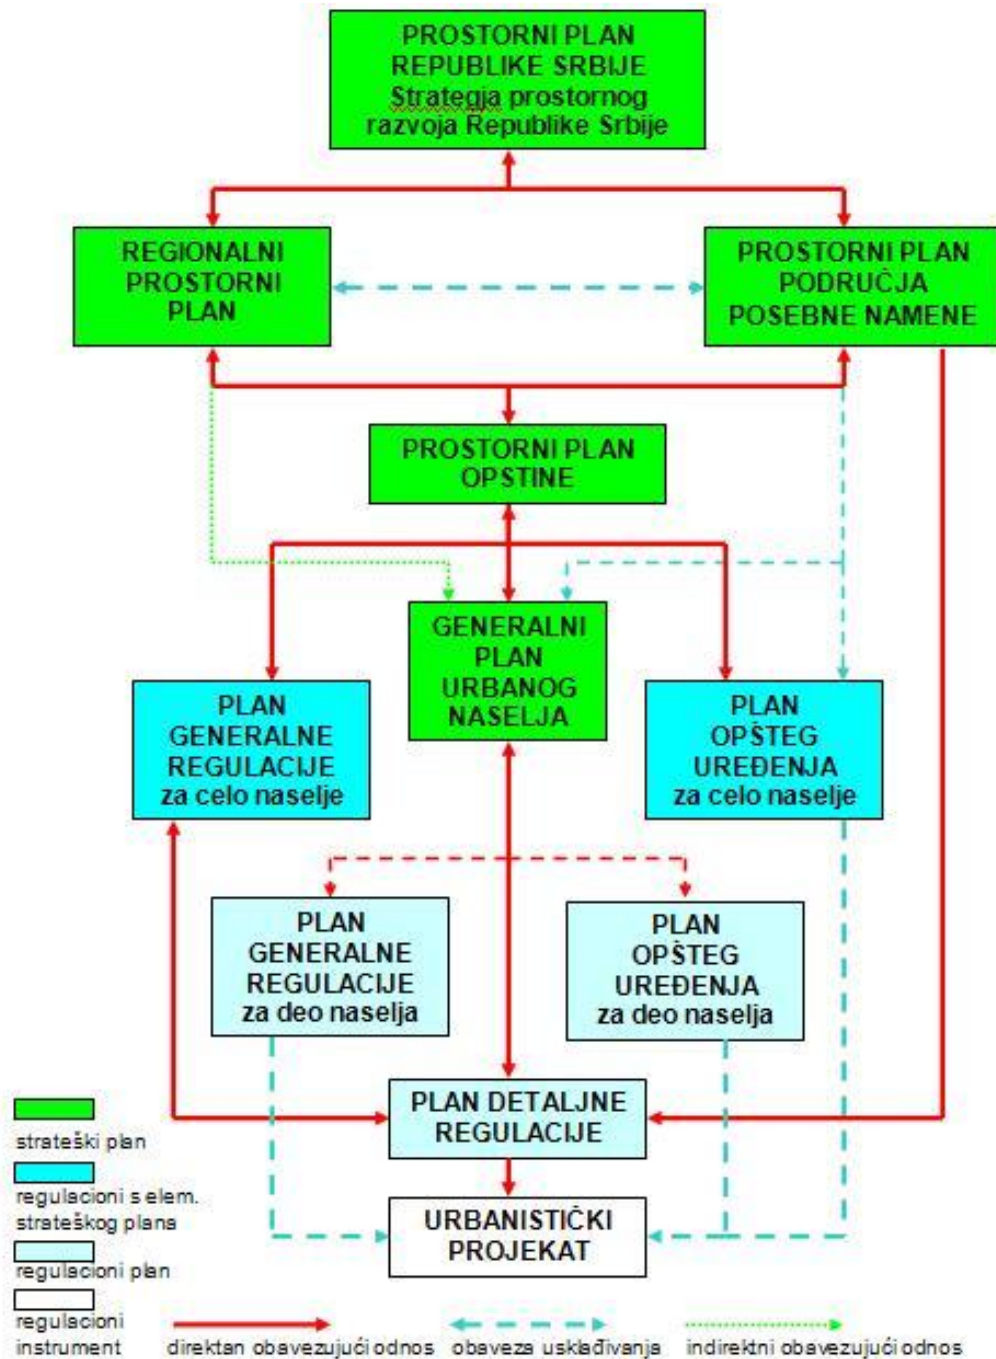 PROSTORNI PLAN
REPUBLIKE SRBIJE
Strategja prostornog
razvoja Republike Srbije
REGIONALNI
PROSTORNI
PLAN
PROSTORNI PLAN
PODRUČJA
POSEBNE NAMENE
PROSTORNI PLAN
OPSTINE
GENERALNI
PLAN
URBANOG
NASELJA
PLAN
GENERALNE
REGULACIJE
za celo naselje
PLAN
OPŠTEG
UREĐENJA
za celo naselje
PLAN
GENERALNE
REGULACIJE
za deo naselja
PLAN
OPŠTEG
UREĐENJA
za deo naselja
PLAN DETALJNE
REGULACIJE
URBANISTIČKI
PROJEKAT
strateški plan
regulacioni s elem.
strateškog plana
regulacioni plan
regulacioni
instrument
direktan obavezujući odnos
obaveza usklađivanja
indirektni obavezujući odnos